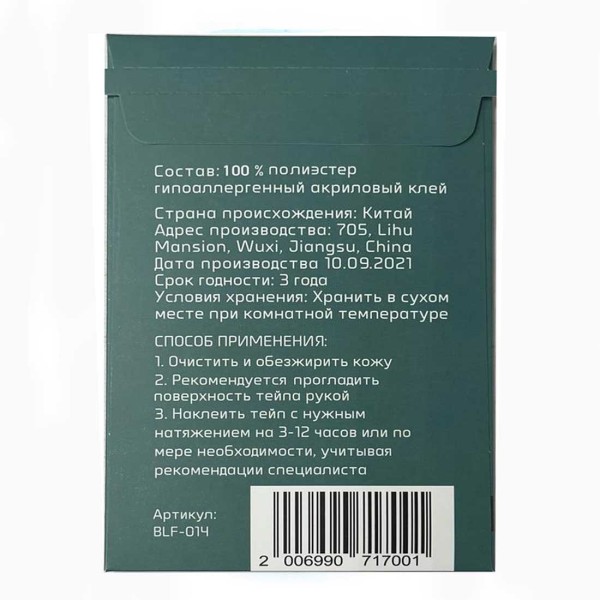 Состав: 100 % полиэстер
гипоаллергенный акриловый клей
Страна происхождения: Китай
Адрес производства: 705, Lihu
Mansion, Wuxi, Jiangsu, China
Дата производства 10.09.2021
Срок годности: 3 года
Условия хранения: Хранить в сухом
месте при комнатной температуре
СПОСОБ ПРИМЕНЕНИЯ:
1. Очистить и обезжирить кожу
2. Рекомендуется прогладить
поверхность тейпа рукой
3. Наклеить тейп с нужным
натяжением на 3-12 часов или по
мере необходимости, учитывая
рекомендации специалиста
Артикул:
BLF-014
2 006990 717001